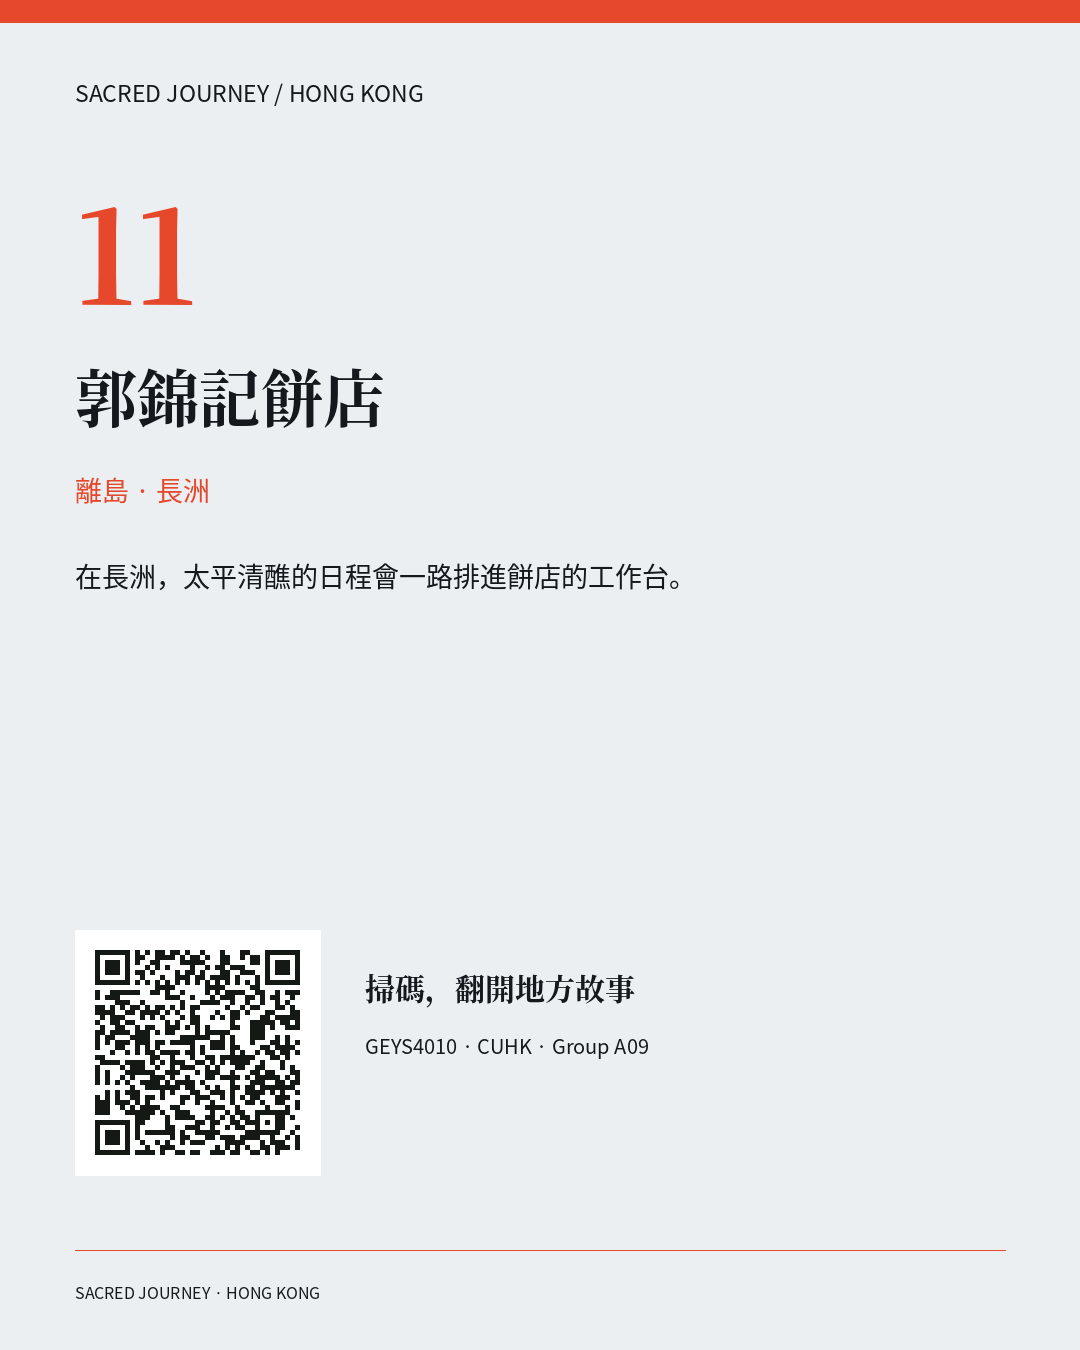 SACRED JOURNEY / HONG KONG
11
郭錦記餅店
離島 · 長洲
在長洲，太平清醮的日程會一路排進餅店的工作台。
掃碼，翻開地方故事
GEYS4010 · CUHK · Group A09
SACRED JOURNEY · HONG KONG